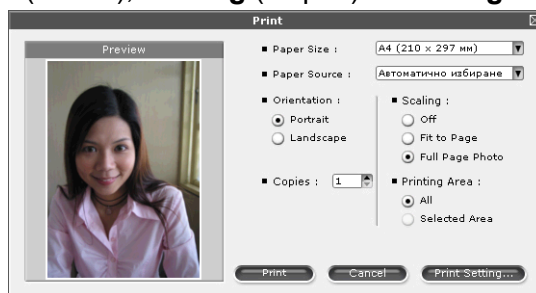 Print
Preview
Paper Size :
A4 (210 x 297 мм)
Paper Source :
Автоматично избиране
Orientation :
Portrait
Landscape
Scaling :
Off
Fit to Page
Full Page Photo
Copies :
1
Printing Area :
All
Selected Area
Print
Cancel
Print Setting...